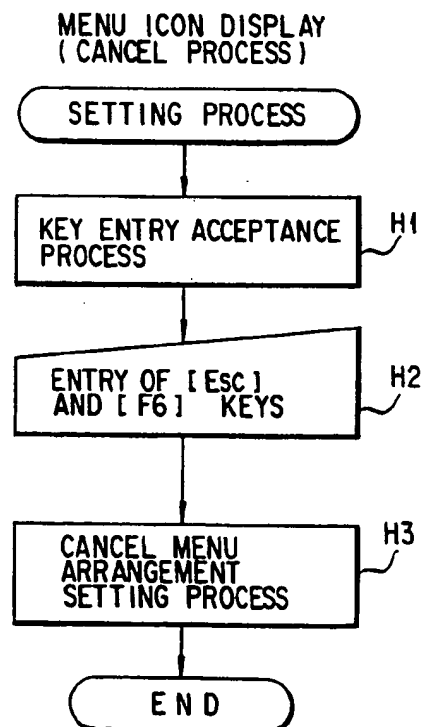 MENU ICON DISPLAY
( CANCEL PROCESS )
SETTING PROCESS
KEY ENTRY ACCEPTANCE
PROCESS
H1
ENTRY OF [ ESC ]
AND [ F6 ] KEYS
H2
CANCEL MENU
ARRANGEMENT
SETTING PROCESS
H3
END